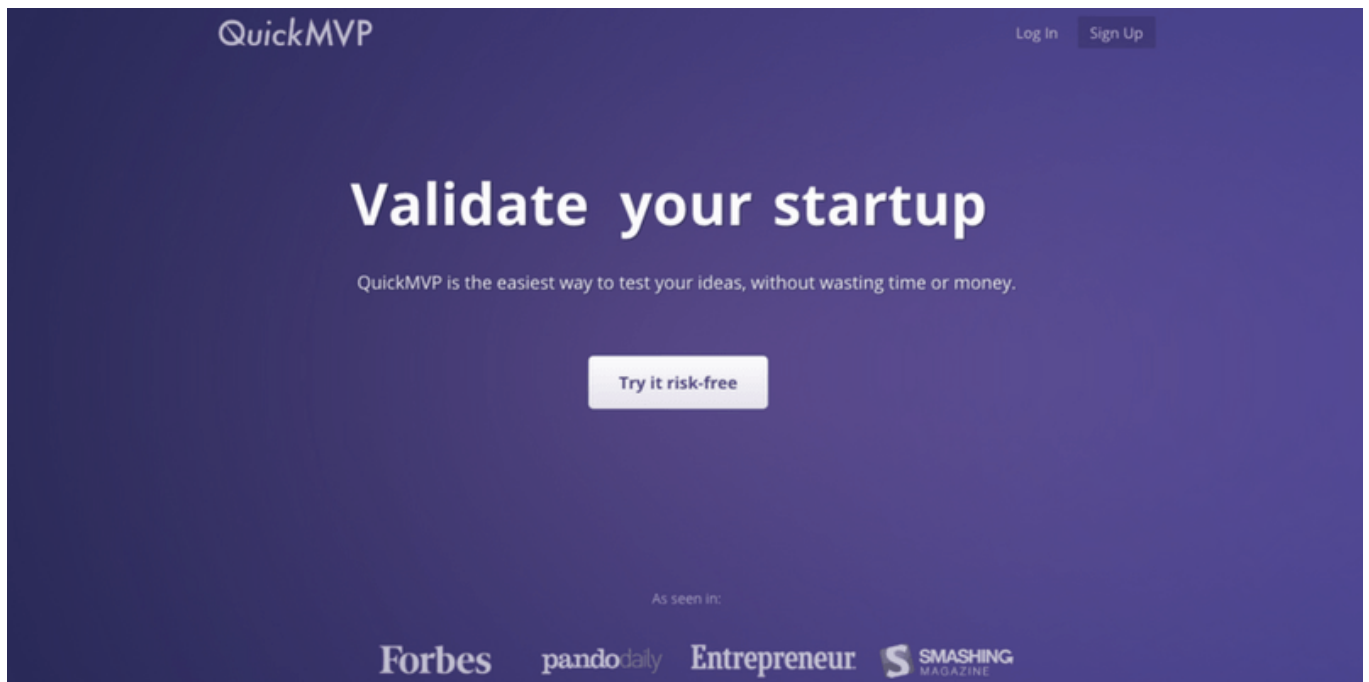 QuickMVP
Log In Sign Up
Validate your startup
QuickMVP is the easiest way to test your ideas, without wasting time or money.
Try it risk-free
As seen in:
Forbes pandodaily Entrepreneur S SMASHING
MAGAZINE